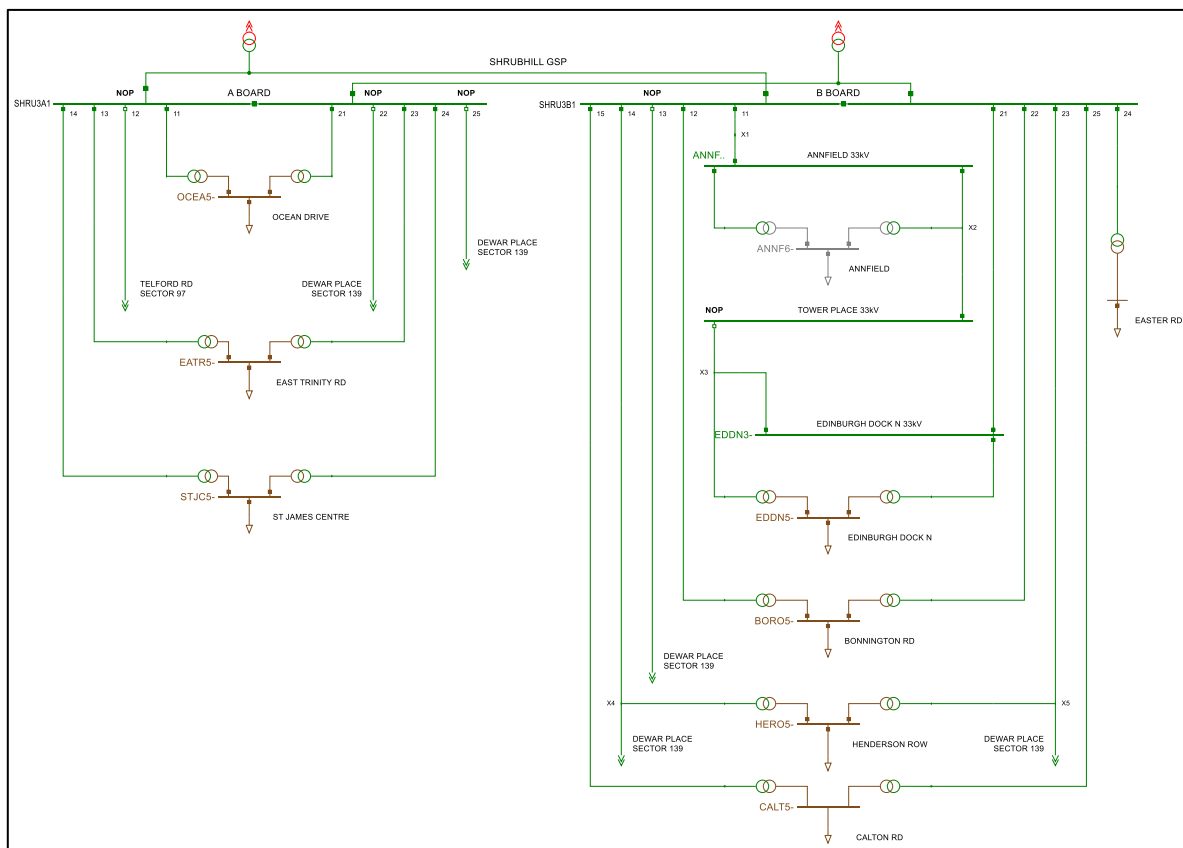 SHRUBHILL GSP
NOP
A BOARD
NOP
NOP
NOP
B BOARD
SHRU3A1
SHRU3B1
14
13
12
11
21
22
23
24
25
15
14
13
12
11
21
22
23
25
24
X1
ANNF..
ANNFIELD 33kV
OCEA5-
OCEAN DRIVE
X2
ANNF6-
ANNFIELD
DEWAR PLACE
SECTOR 139
TELFORD RD
SECTOR 97
DEWAR PLACE
SECTOR 139
NOP
TOWER PLACE 33kV
EASTER RD
EATR5-
EAST TRINITY RD
X3
EDINBURGH DOCK N 33kV
EDDN3-
STJC5-
ST JAMES CENTRE
EDDN5-
EDINBURGH DOCK N
BORO5-
BONNINGTON RD
DEWAR PLACE
SECTOR 139
X4
X5
HERO5-
HENDERSON ROW
DEWAR PLACE
SECTOR 139
DEWAR PLACE
SECTOR 139
CALT5-
CALTON RD